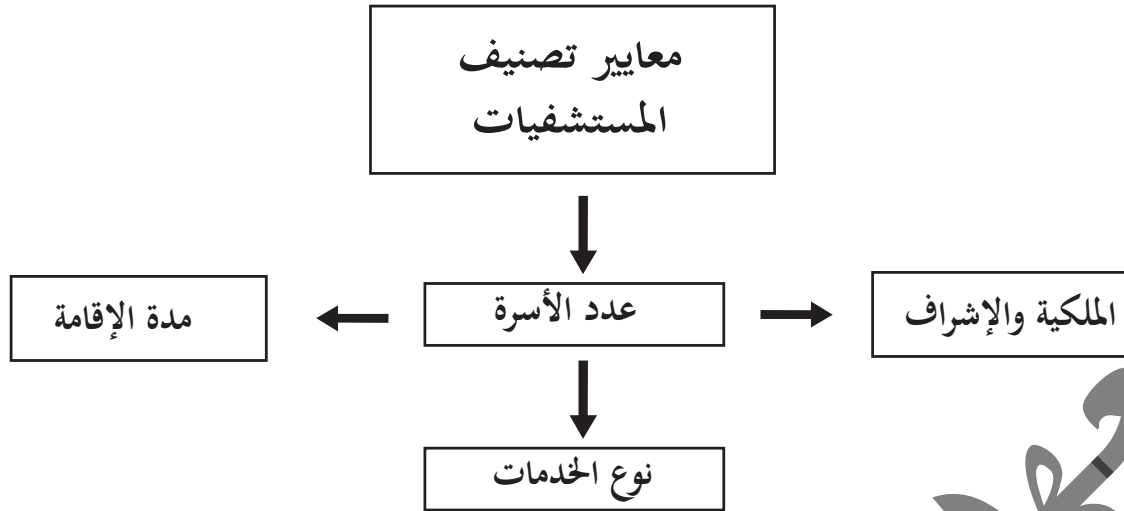 معايير تصنيف
المستشفيات
الملكية والإشراف
عدد الأسرة
مدة الإقامة
نوع الخدمات